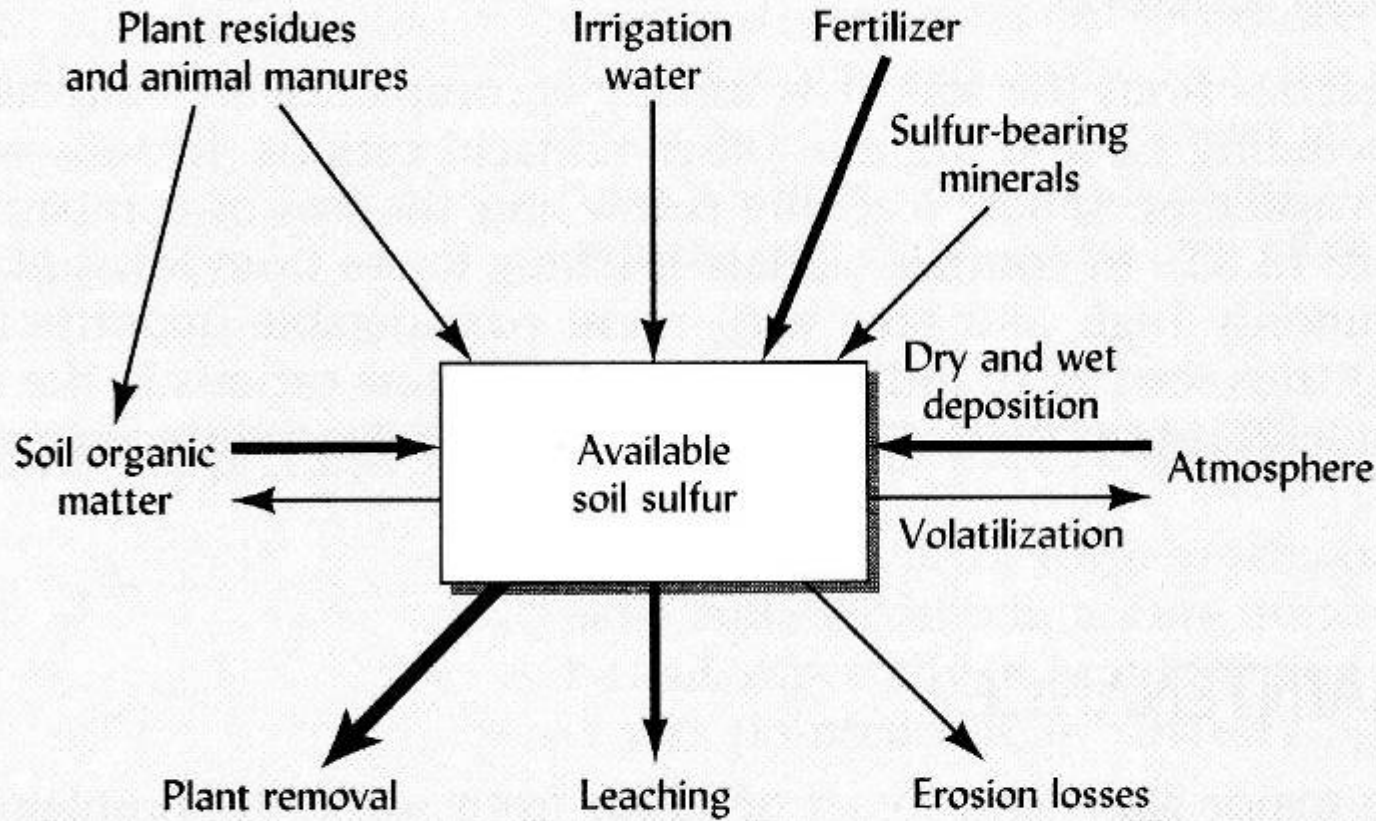 Plant residues
and animal manures
Irrigation
water
Fertilizer
Sulfur-bearing
minerals
Dry and wet
deposition
Soil organic
matter
Available
soil sulfur
Atmosphere
Volatilization
Plant removal
Leaching
Erosion losses